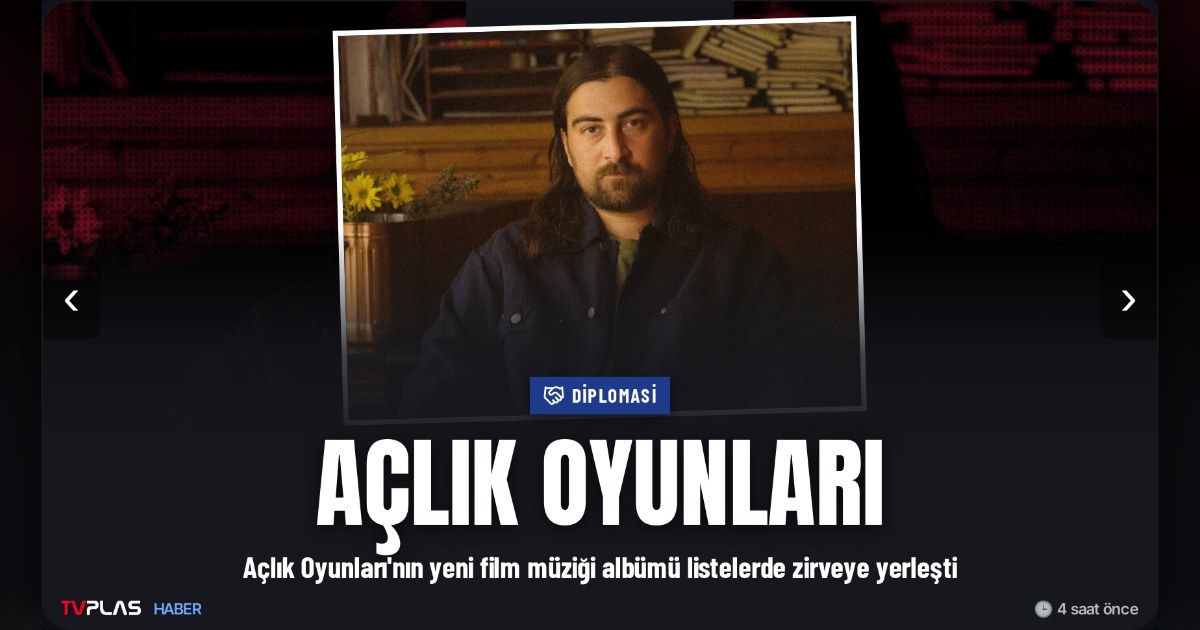 DİPLOMASİ
AÇLIK OYUNLARI
Açlık Oyunları'nın yeni film müziği albümü listelerde zirveye yerleşti
TVPLAS HABER
4 saat önce